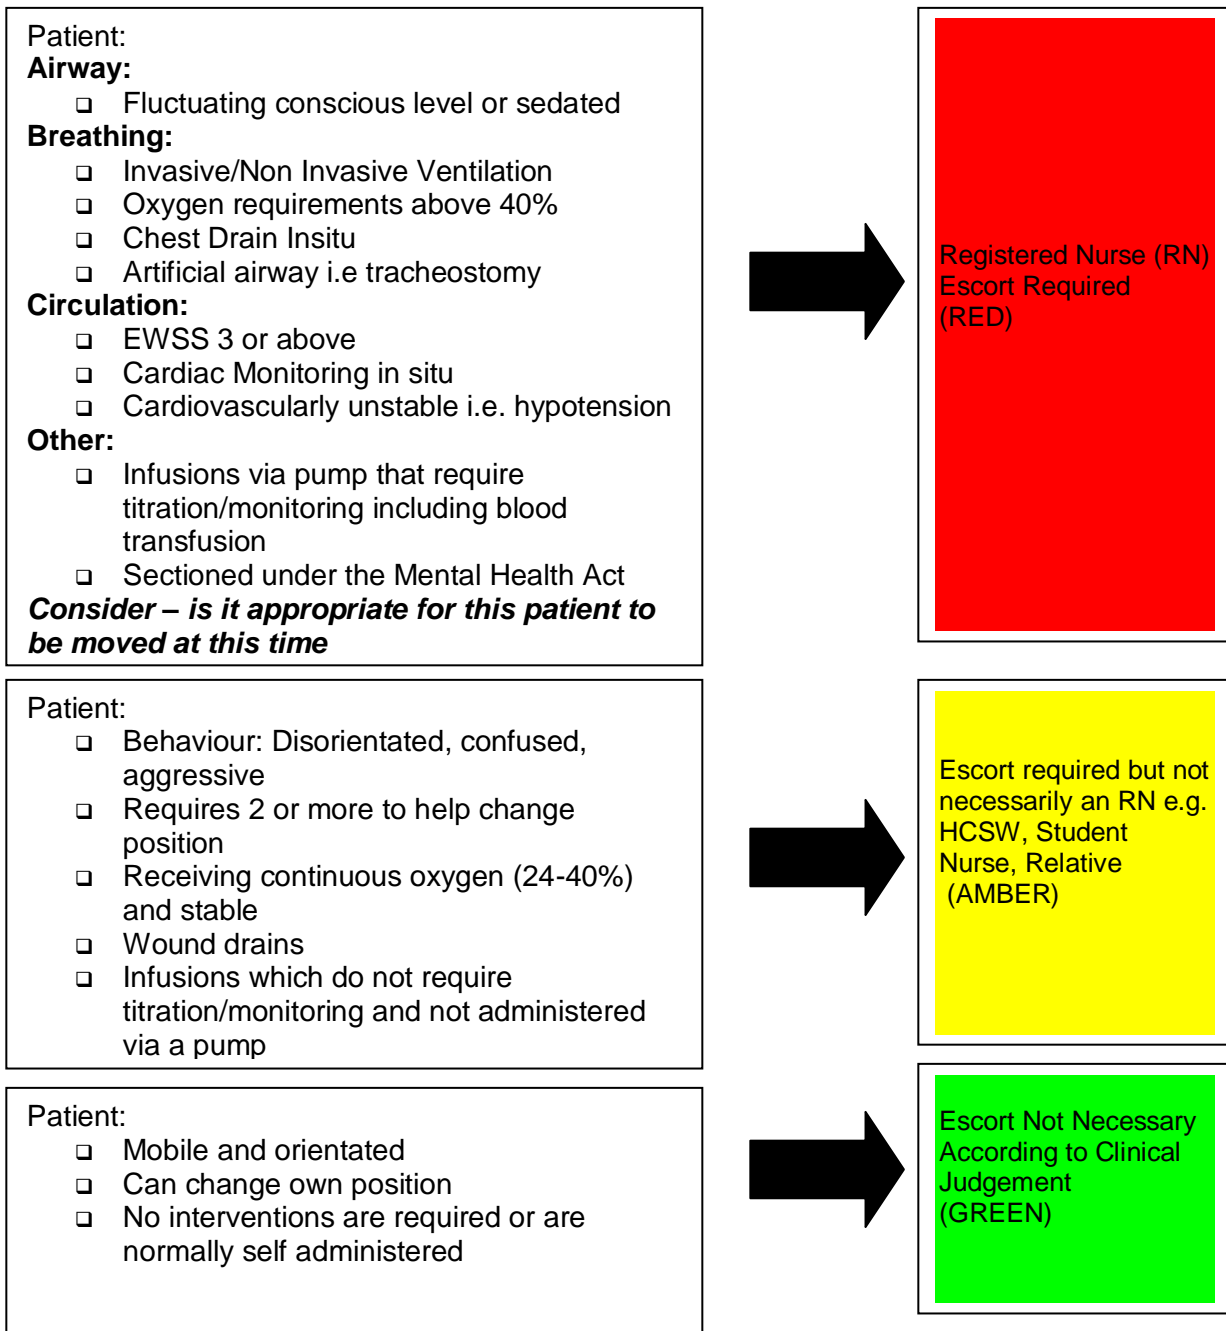 Patient:
Airway:
❑ Fluctuating conscious level or sedated
Breathing:
❑ Invasive/Non Invasive Ventilation
❑ Oxygen requirements above 40%
❑ Chest Drain Insitu
❑ Artificial airway i.e tracheostomy
Circulation:
❑ EWSS 3 or above
❑ Cardiac Monitoring in situ
❑ Cardiovascularly unstable i.e. hypotension
Other:
❑ Infusions via pump that require
titration/monitoring including blood
transfusion
❑ Sectioned under the Mental Health Act
Consider – is it appropriate for this patient to
be moved at this time
Registered Nurse (RN)
Escort Required
(RED)
Patient:
❑ Behaviour: Disorientated, confused,
aggressive
❑ Requires 2 or more to help change
position
❑ Receiving continuous oxygen (24-40%)
and stable
❑ Wound drains
❑ Infusions which do not require
titration/monitoring and not administered
via a pump
Escort required but not
necessarily an RN e.g.
HCSW, Student
Nurse, Relative
(AMBER)
Patient:
❑ Mobile and orientated
❑ Can change own position
❑ No interventions are required or are
normally self administered
Escort Not Necessary
According to Clinical
Judgement
(GREEN)